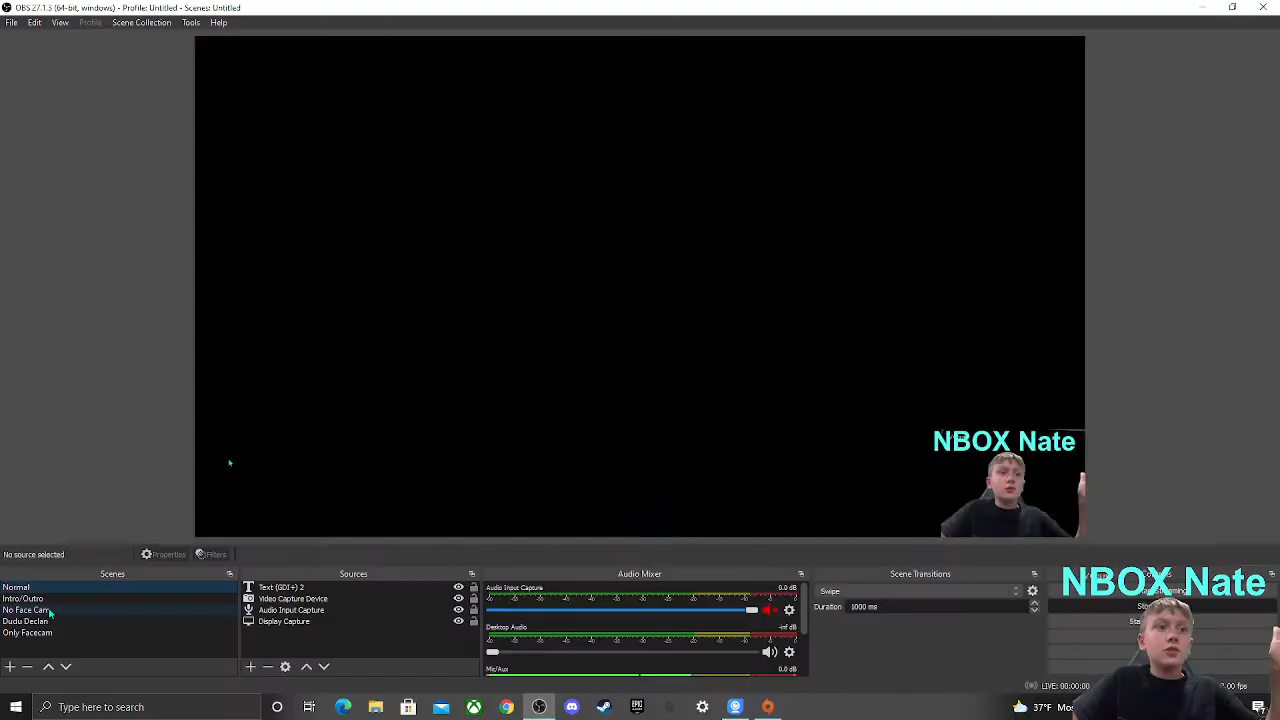 OBS 27.1.3 (64-bit, windows) - Profile: Untitled - Scenes: Untitled
File Edit View Profile Scene Collection Tools Help
NBOX Nate
No source selected Properties Filters
Scenes Sources Audio Mixer Scene Transitions
Normal
Intro/Outro
No Face Cam
Dudu Declan
Only Facecam
Text (GDI+) 2
Video Capture Device
Audio Input Capture
Display Capture
Audio Input Capture 0.0 dB
Desktop Audio -inf dB
Mic/Aux 0.0 dB
Swipe
Duration 1000 ms
NBOX Nate
LIVE: 00:00:00
Type here to search
EPIC
37°F